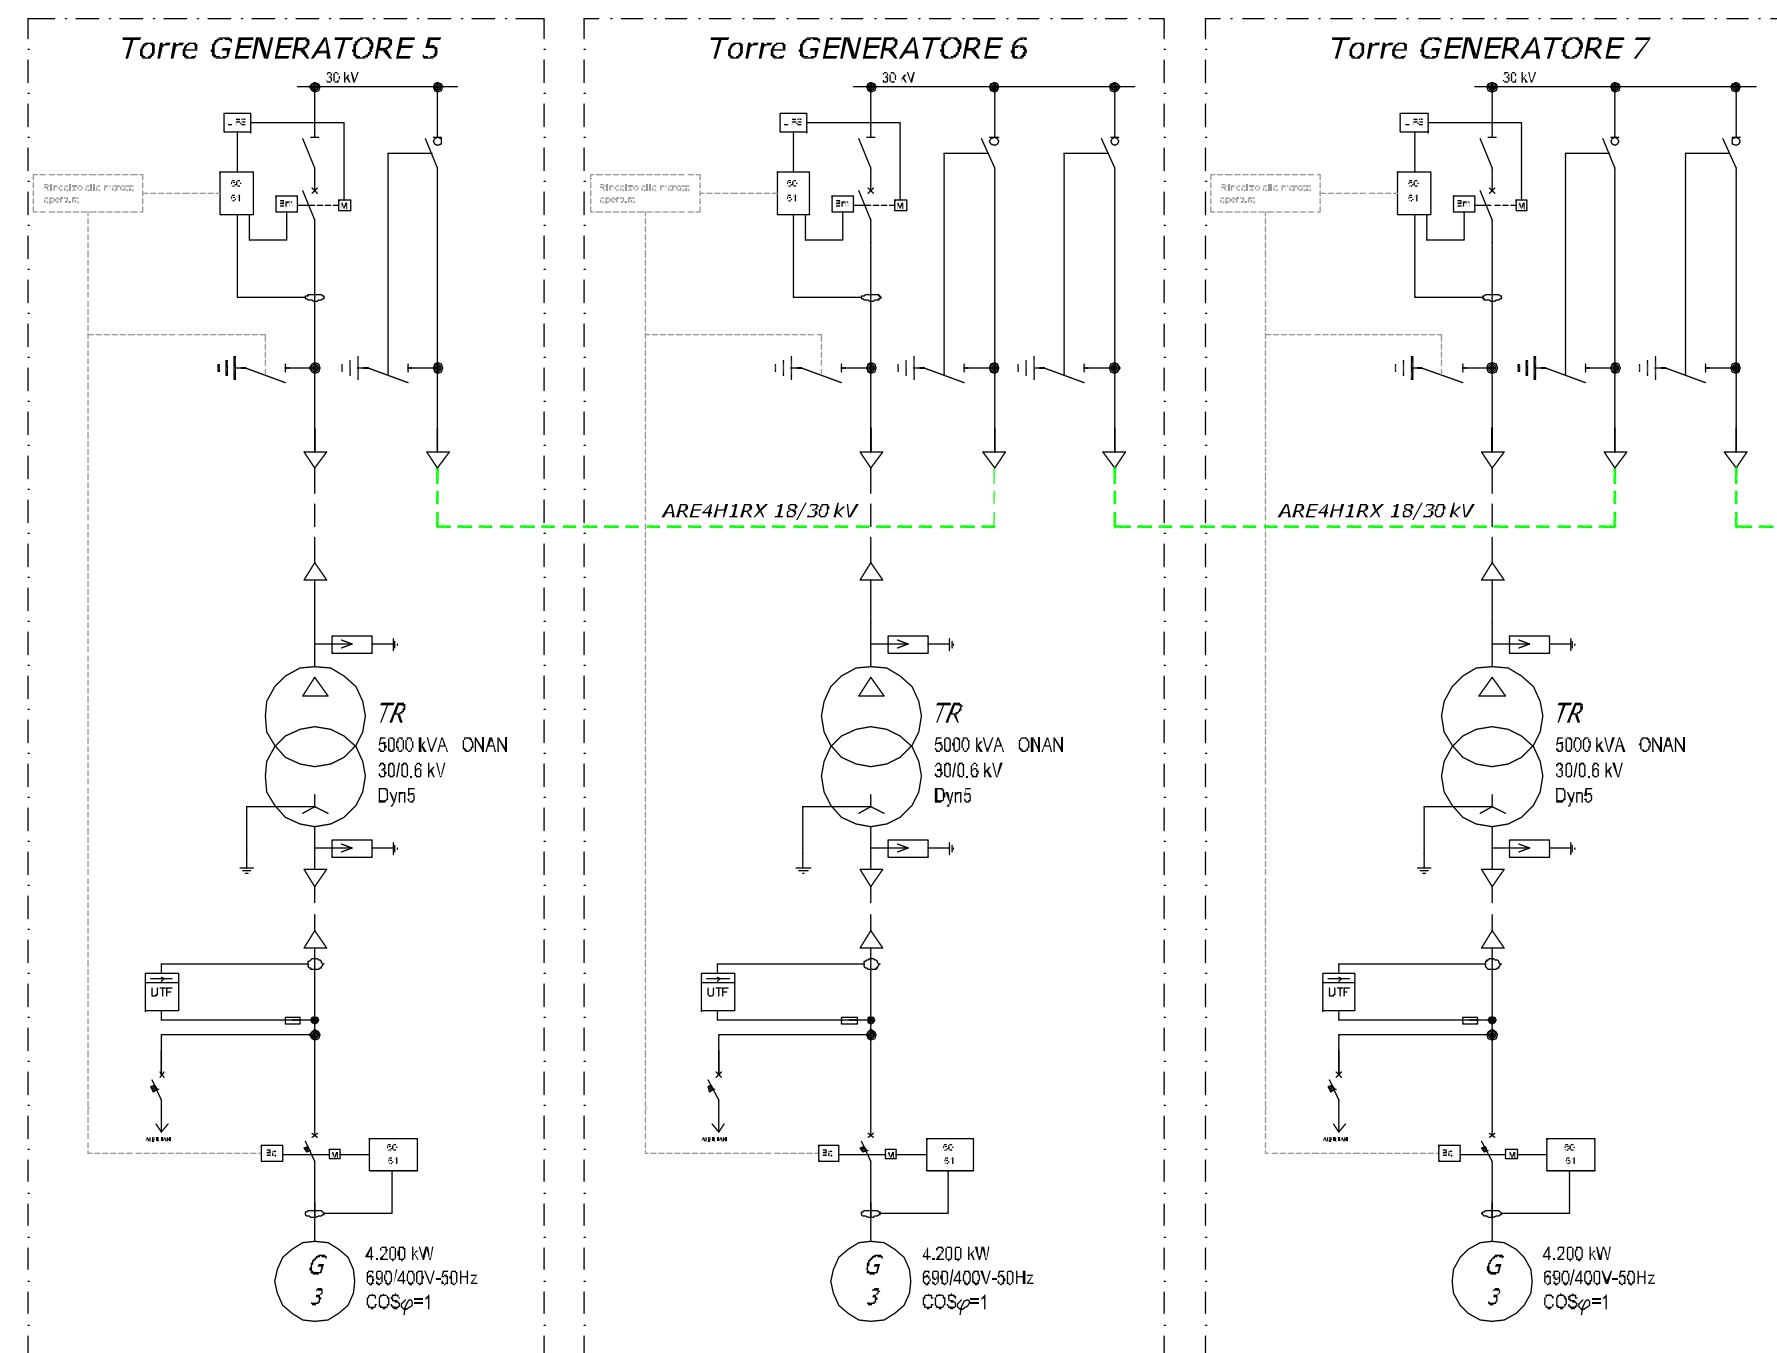 Torre GENERATORE 5
30 kV
50
51
M
ARE4H1RX 18/30 kV
TR
5000 kVA ONAN
30/0.6 kV
Dyn5
UTF
M
50
51
G
3
4.200 kW
690/400V-50Hz
COSφ=1
Torre GENERATORE 6
30 kV
50
51
M
ARE4H1RX 18/30 kV
TR
5000 kVA ONAN
30/0.6 kV
Dyn5
UTF
M
50
51
G
3
4.200 kW
690/400V-50Hz
COSφ=1
Torre GENERATORE 7
30 kV
50
51
M
TR
5000 kVA ONAN
30/0.6 kV
Dyn5
UTF
M
50
51
G
3
4.200 kW
690/400V-50Hz
COSφ=1